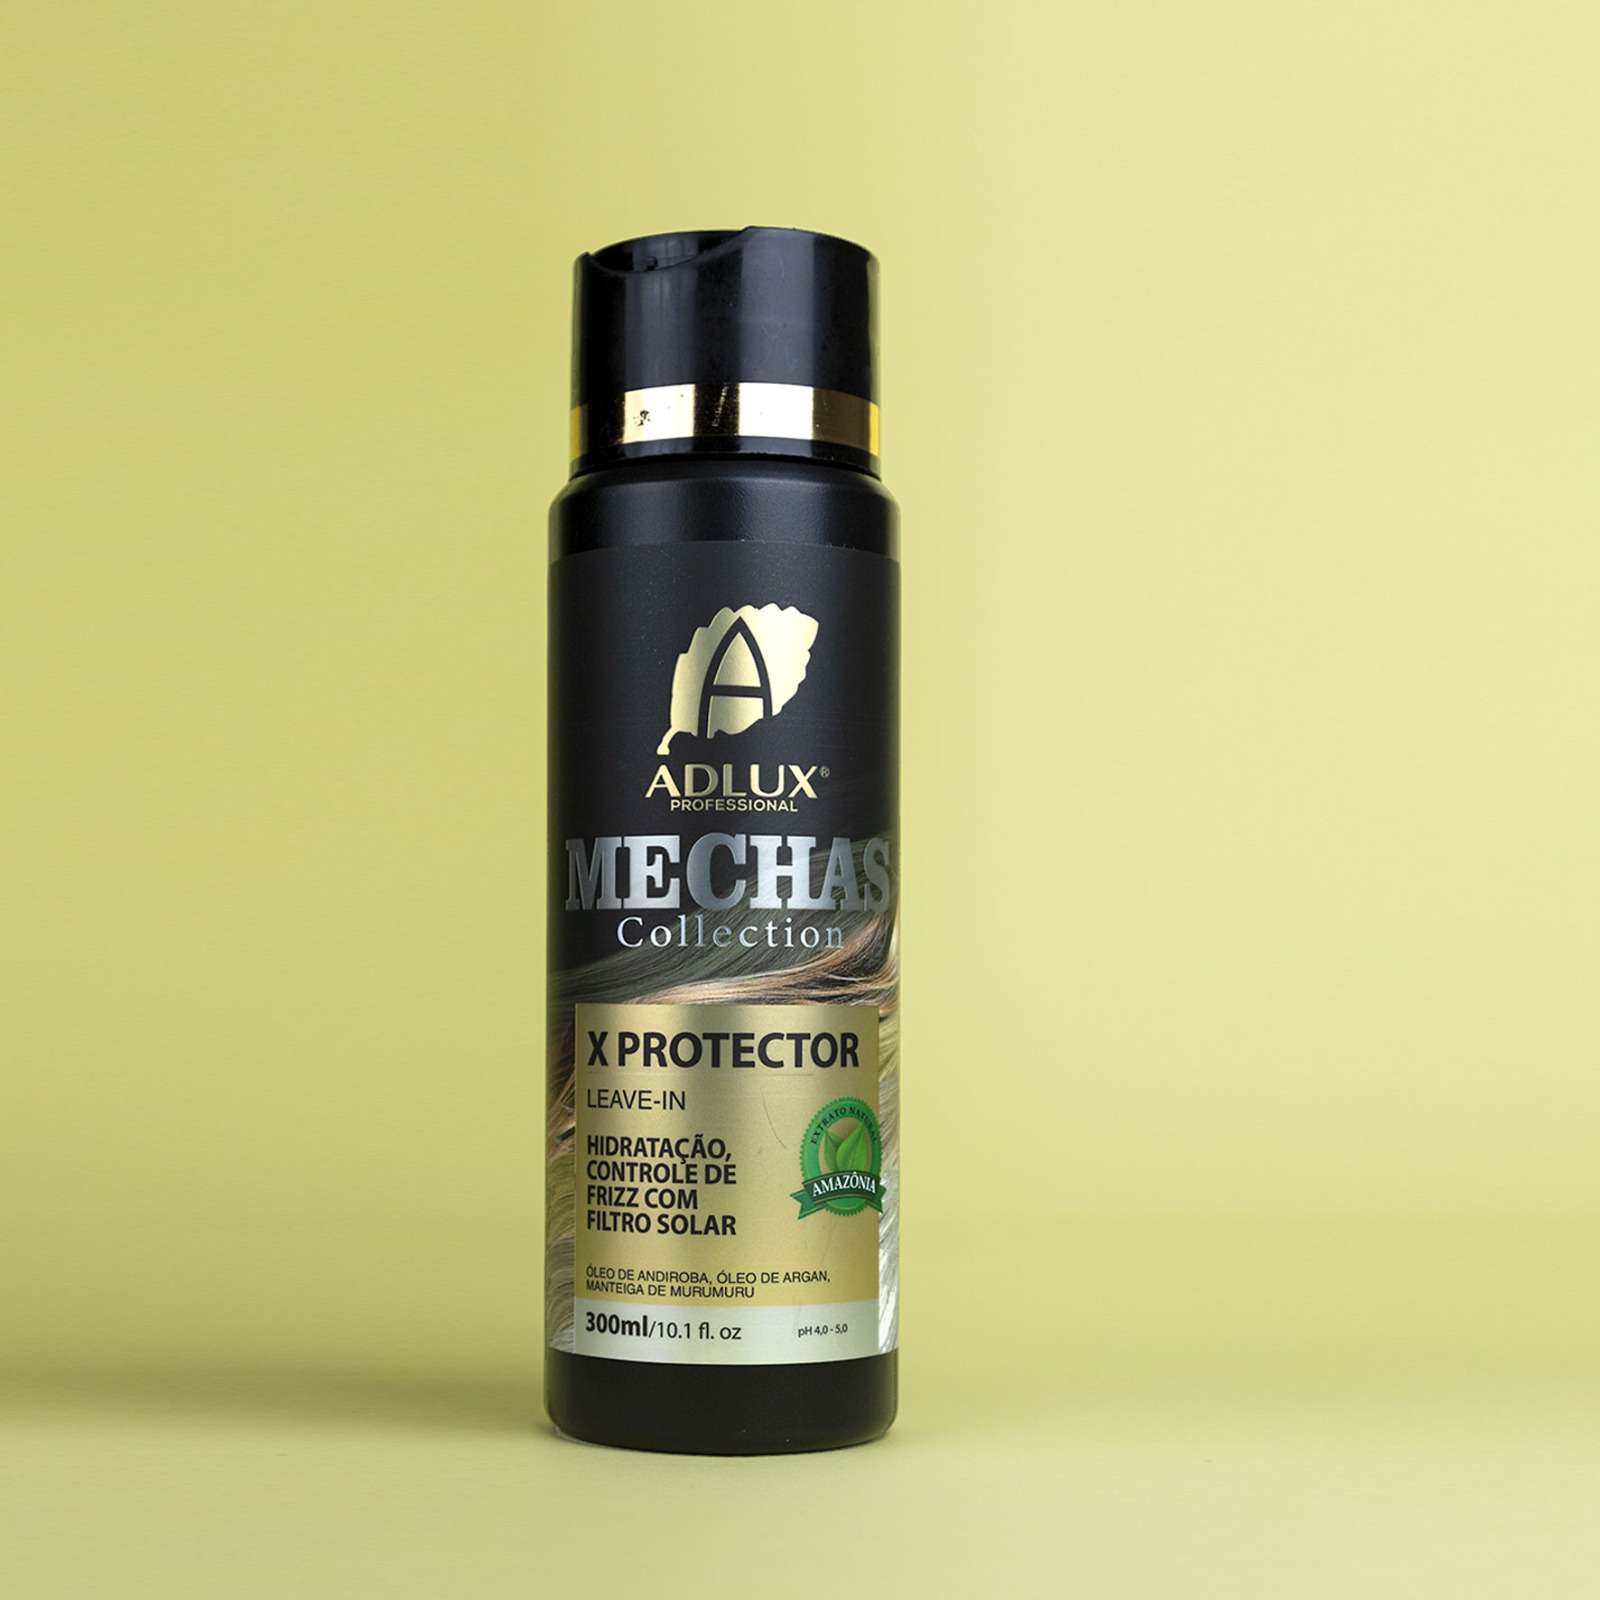 A
ADLUX®
PROFESSIONAL
MECHAS
Collection
X PROTECTOR
LEAVE-IN
HIDRATAÇÃO,
CONTROLE DE
FRIZZ COM
FILTRO SOLAR
EXTRATO NATURAL
AMAZÔNIA
ÓLEO DE ANDIROBA, ÓLEO DE ARGAN,
MANTEIGA DE MURUMURU
300ml/10.1 fl. oz
pH 4,0 - 5,0